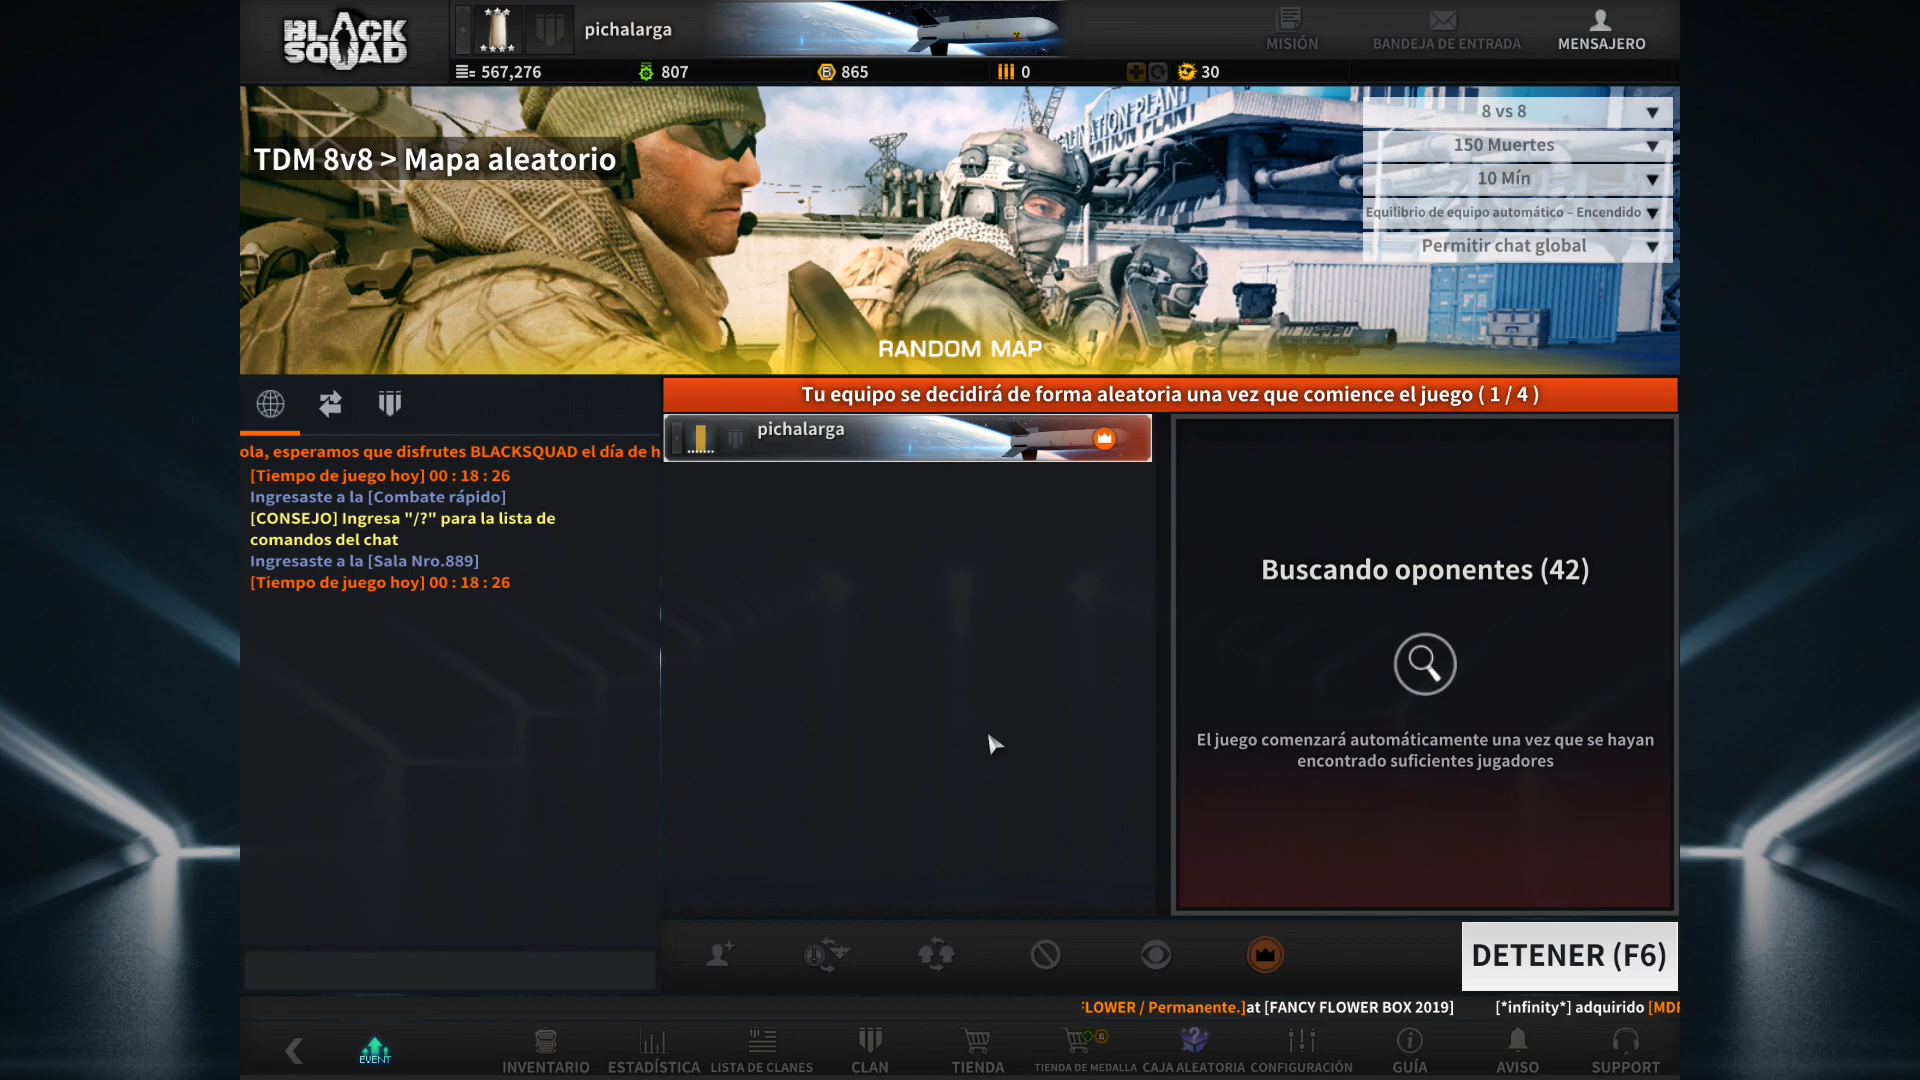 BLACK SQUAD
pichalarga
MISIÓN
BANDEJA DE ENTRADA
MENSAJERO
567,276
807
865
0
30
TDM 8v8 > Mapa aleatorio
8 vs 8
150 Muertes
10 Mín
Equilibrio de equipo automático – Encendido
Permitir chat global
RANDOM MAP
Tu equipo se decidirá de forma aleatoria una vez que comience el juego ( 1 / 4 )
pichalarga
ola, esperamos que disfrutes BLACKSQUAD el día de h
[Tiempo de juego hoy] 00 : 18 : 26
Ingresaste a la [Combate rápido]
[CONSEJO] Ingresa "/?" para la lista de
comandos del chat
Ingresaste a la [Sala Nro.889]
[Tiempo de juego hoy] 00 : 18 : 26
Buscando oponentes (42)
El juego comenzará automáticamente una vez que se hayan
encontrado suficientes jugadores
DETENER (F6)
LOWER / Permanente.]at [FANCY FLOWER BOX 2019]
[*infinity*] adquirido [MDR
EVENT
INVENTARIO
ESTADÍSTICA
LISTA DE CLANES
CLAN
TIENDA
TIENDA DE MEDALLA
CAJA ALEATORIA
CONFIGURACIÓN
GUÍA
AVISO
SUPPORT